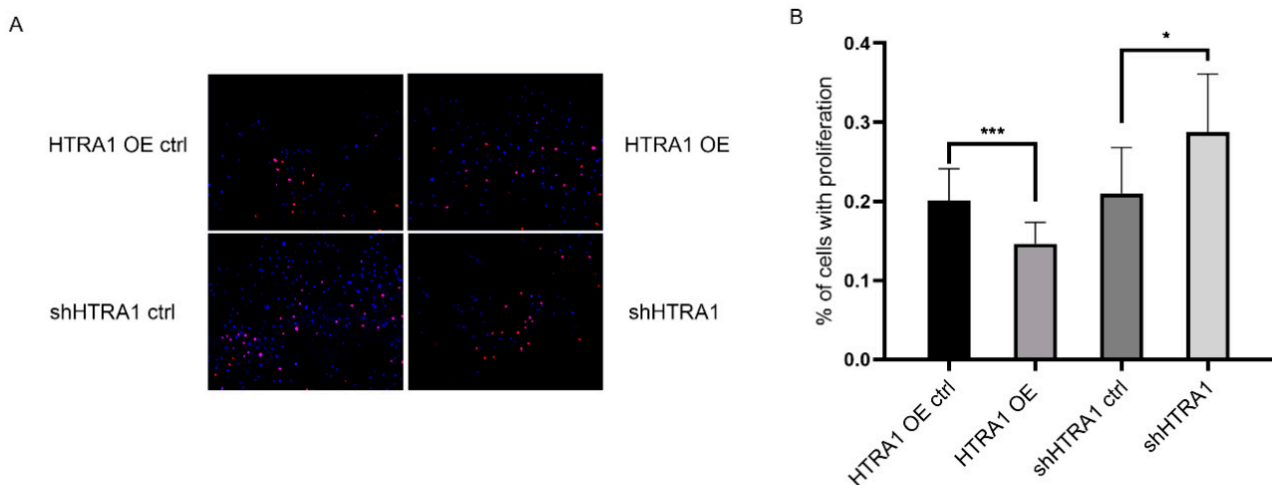 A
HTRA1 OE ctrl
HTRA1 OE
shHTRA1 ctrl
shHTRA1
B
% of cells with proliferation
0.4
0.3
0.2
0.1
0.0
***
*
HTRA1 OE ctrl
HTRA1 OE
shHTRA1 ctrl
shHTRA1